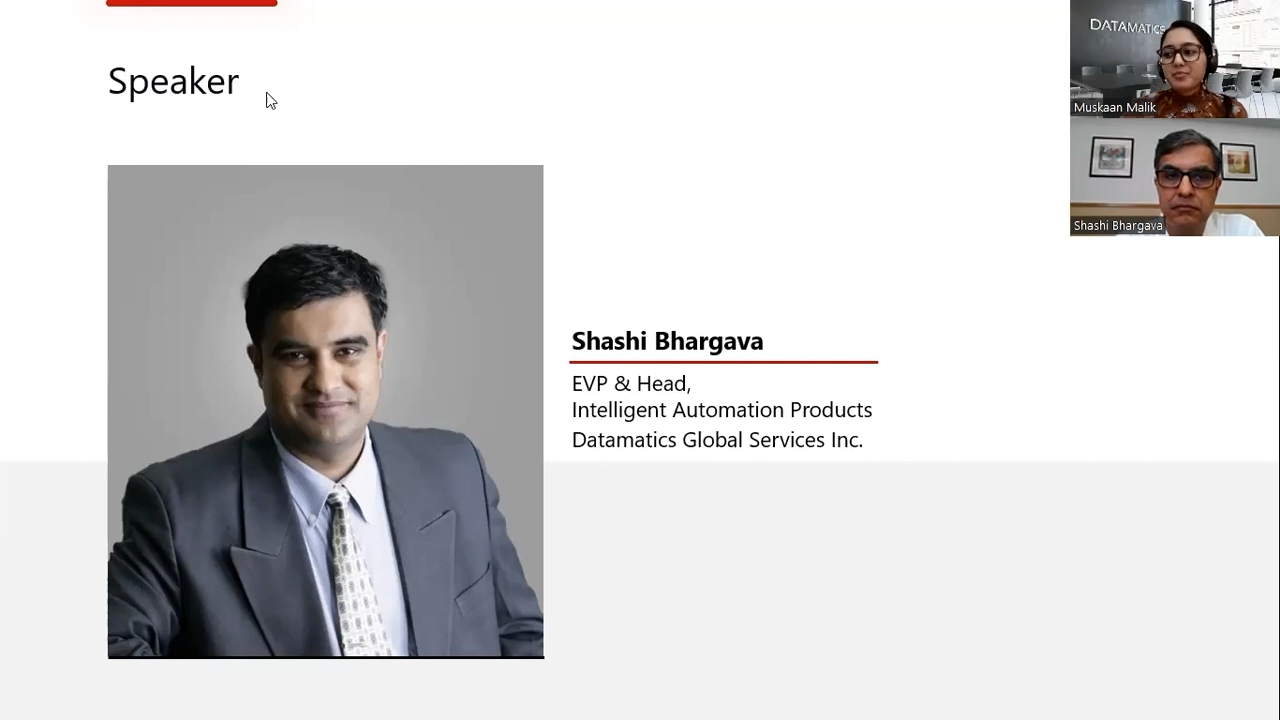 Speaker
DATAMATICS
Muskaan Malik
Shashi Bhargava
Shashi Bhargava
EVP & Head,
Intelligent Automation Products
Datamatics Global Services Inc.